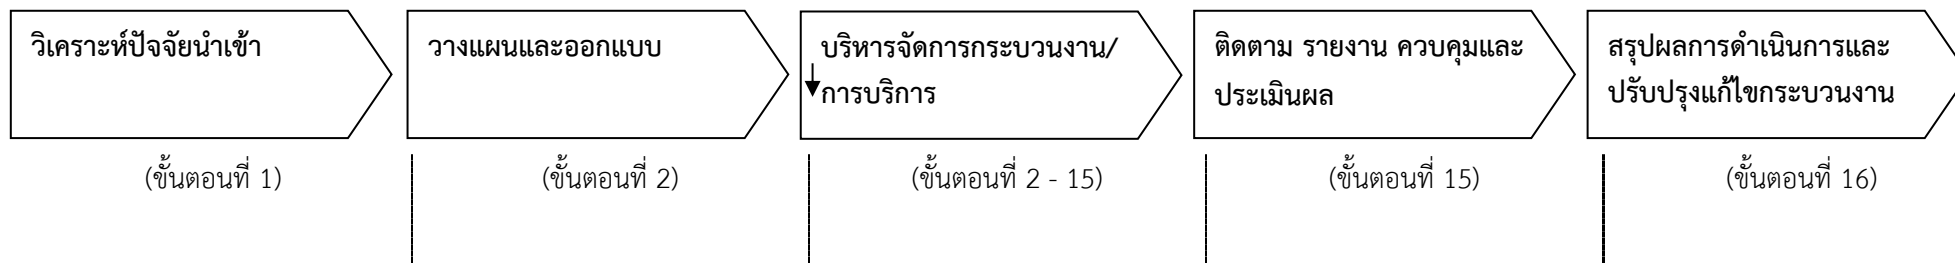 วิเคราะห์ปัจจัยนำเข้า
(ขั้นตอนที่ 1)
วางแผนและออกแบบ
(ขั้นตอนที่ 2)
บริหารจัดการกระบวนงาน/
การบริการ
(ขั้นตอนที่ 2 - 15)
ติดตาม รายงาน ควบคุมและ
ประเมินผล
(ขั้นตอนที่ 15)
สรุปผลการดำเนินการและ
ปรับปรุงแก้ไขกระบวนงาน
(ขั้นตอนที่ 16)